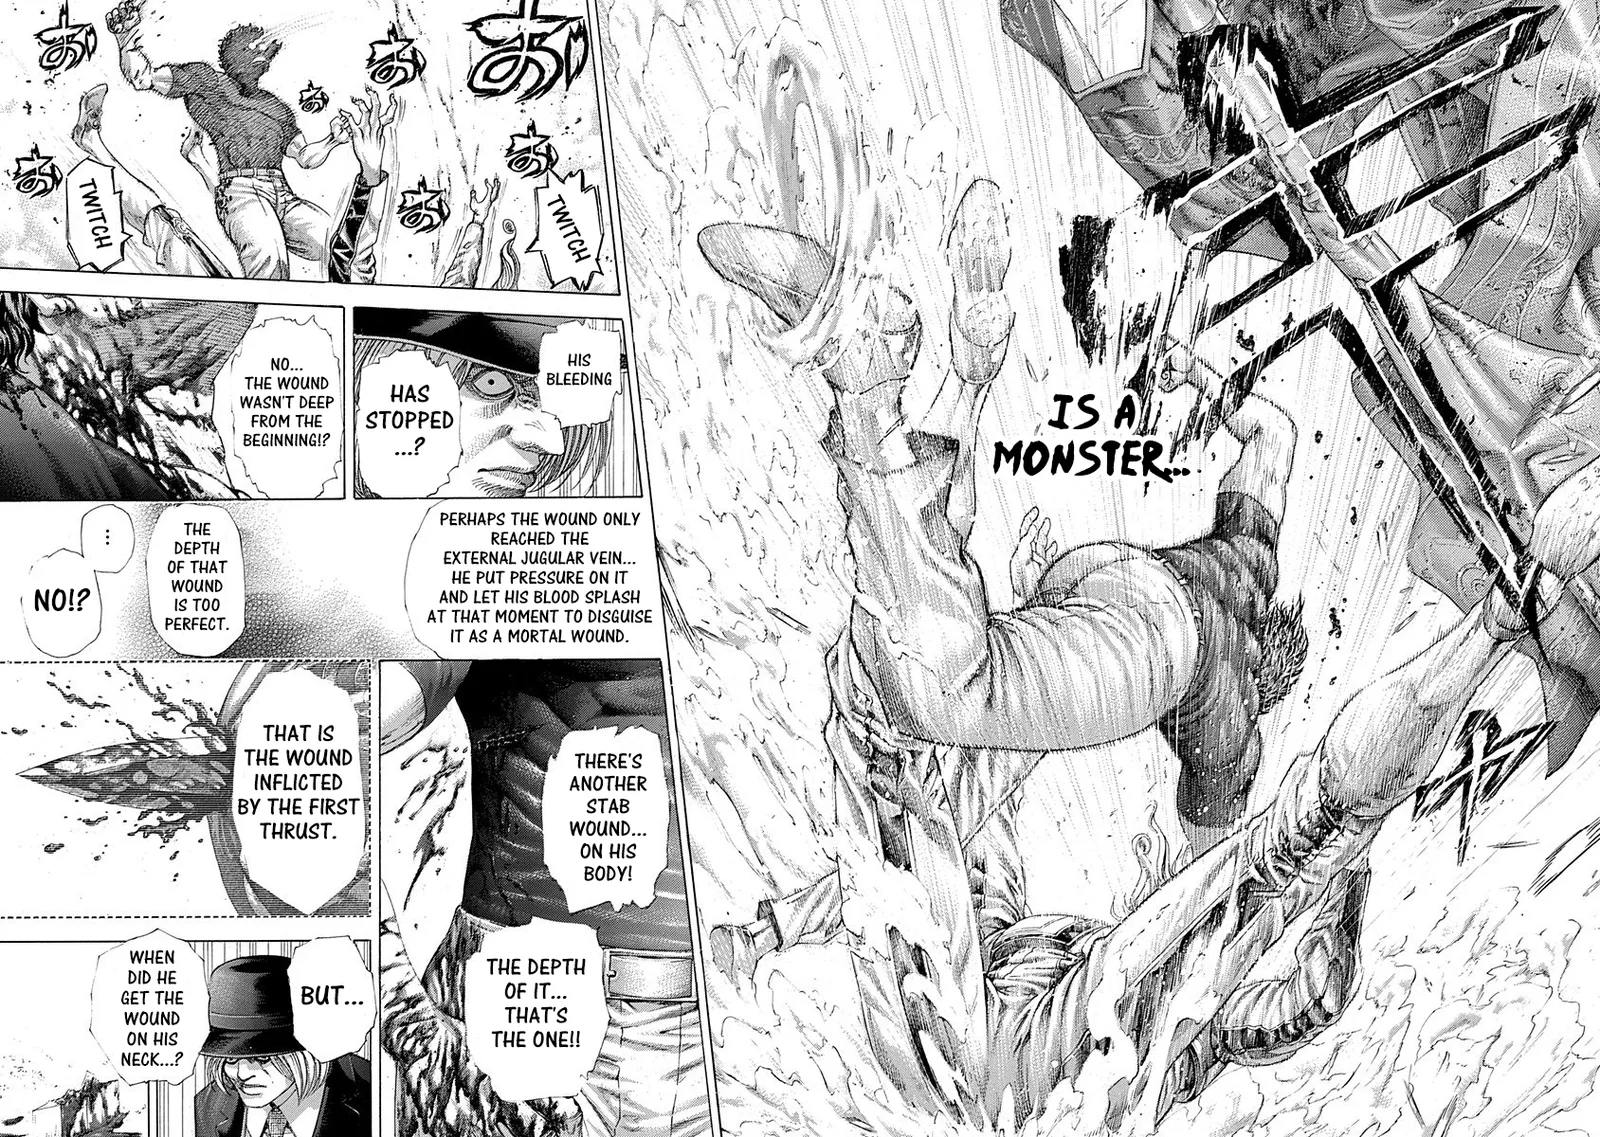 IS A
MONSTER...
TWITCH
TWITCH
HIS
BLEEDING
HAS
STOPPED
...?
NO...
THE WOUND
WASN'T DEEP
FROM THE
BEGINNING!?
PERHAPS THE WOUND ONLY
REACHED THE
EXTERNAL JUGULAR VEIN...
HE PUT PRESSURE ON IT
AND LET HIS BLOOD SPLASH
AT THAT MOMENT TO DISGUISE
IT AS A MORTAL WOUND.
THE
DEPTH
OF THAT
WOUND
IS TOO
PERFECT.
...
NO!?
THERE'S
ANOTHER
STAB
WOUND...
ON HIS
BODY!
THE DEPTH
OF IT...
THAT'S
THE ONE!!
THAT IS
THE WOUND
INFLICTED
BY THE FIRST
THRUST.
BUT...
WHEN
DID HE
GET THE
WOUND
ON HIS
NECK...?